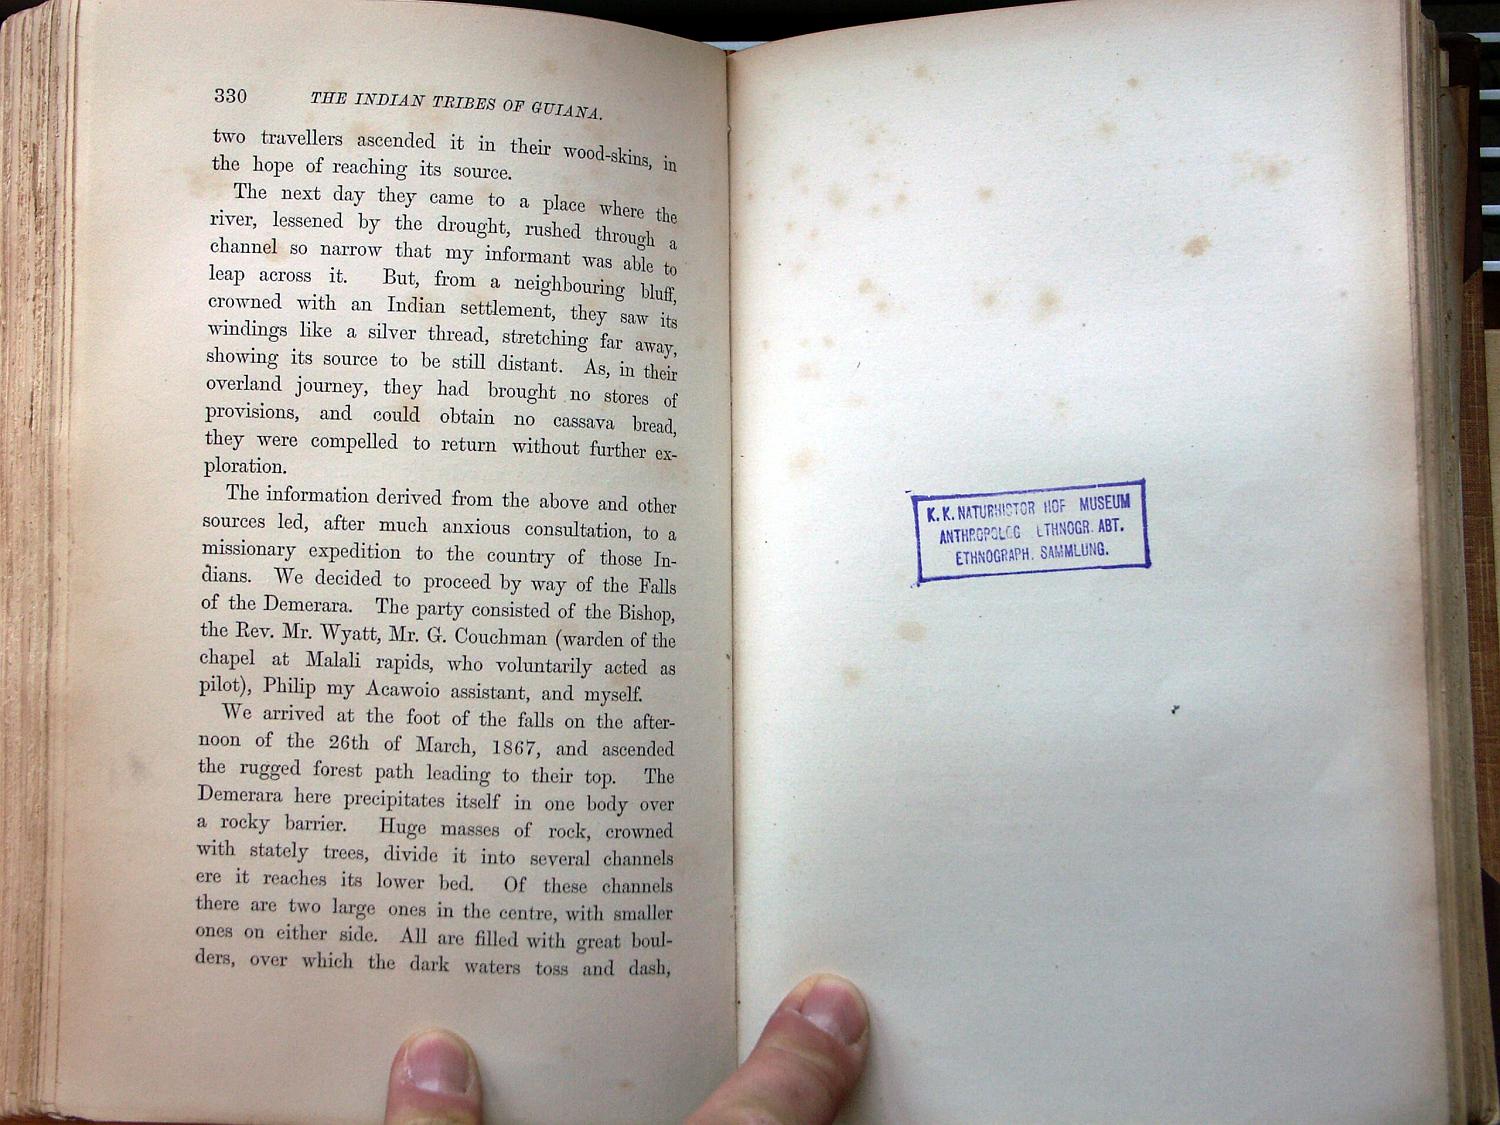 330 THE INDIAN TRIBES OF GUIANA.
two travellers ascended it in their wood-skins, in
the hope of reaching its source.
The next day they came to a place where the
river, lessened by the drought, rushed through a
channel so narrow that my informant was able to
leap across it. But, from a neighbouring bluff,
crowned with an Indian settlement, they saw its
windings like a silver thread, stretching far away,
showing its source to be still distant. As, in their
overland journey, they had brought no stores of
provisions, and could obtain no cassava bread,
they were compelled to return without further ex-
ploration.
The information derived from the above and other
sources led, after much anxious consultation, to a
missionary expedition to the country of those In-
dians. We decided to proceed by way of the Falls
of the Demerara. The party consisted of the Bishop,
the Rev. Mr. Wyatt, Mr. G. Couchman (warden of the
chapel at Malali rapids, who voluntarily acted as
pilot), Philip my Acawoio assistant, and myself.
We arrived at the foot of the falls on the after-
noon of the 26th of March, 1867, and ascended
the rugged forest path leading to their top. The
Demerara here precipitates itself in one body over
a rocky barrier. Huge masses of rock, crowned
with stately trees, divide it into several channels
ere it reaches its lower bed. Of these channels
there are two large ones in the centre, with smaller
ones on either side. All are filled with great boul-
ders, over which the dark waters toss and dash,
K. K. NATURHISTOR HOF MUSEUM
ANTHROPOLOG ETHNOGR. ABT.
ETHNOGRAPH. SAMMLUNG.